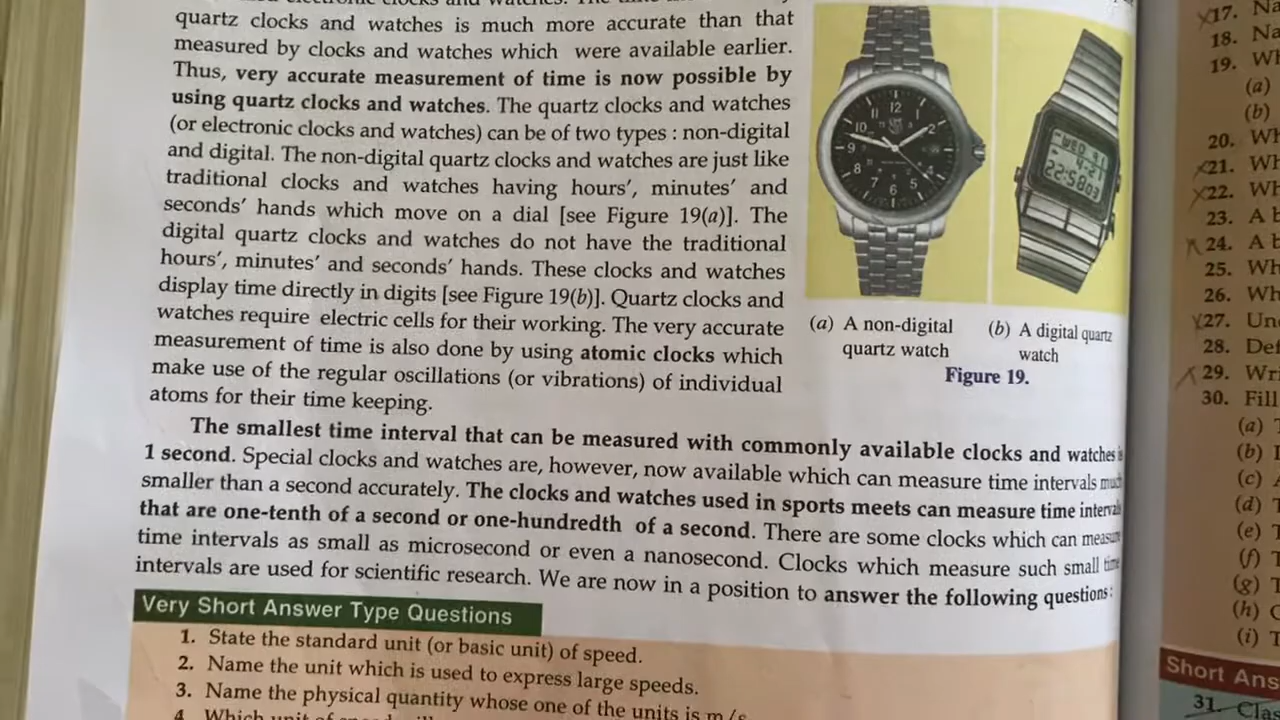 quartz clocks and watches is much more accurate than that
measured by clocks and watches which were available earlier.
Thus, very accurate measurement of time is now possible by
using quartz clocks and watches. The quartz clocks and watches
(or electronic clocks and watches) can be of two types : non-digital
and digital. The non-digital quartz clocks and watches are just like
traditional clocks and watches having hours', minutes' and
seconds' hands which move on a dial [see Figure 19(a)]. The
digital quartz clocks and watches do not have the traditional
hours', minutes' and seconds' hands. These clocks and watches
display time directly in digits [see Figure 19(b)]. Quartz clocks and
watches require electric cells for their working. The very accurate
measurement of time is also done by using atomic clocks which
make use of the regular oscillations (or vibrations) of individual
atoms for their time keeping.
(a) A non-digital
quartz watch
(b) A digital quartz
watch
Figure 19.
The smallest time interval that can be measured with commonly available clocks and watches
1 second. Special clocks and watches are, however, now available which can measure time intervals
smaller than a second accurately. The clocks and watches used in sports meets can measure time intervals
that are one-tenth of a second or one-hundredth of a second. There are some clocks which can measure
time intervals as small as microsecond or even a nanosecond. Clocks which measure such small time
intervals are used for scientific research. We are now in a position to answer the following questions :
Very Short Answer Type Questions
1. State the standard unit (or basic unit) of speed.
2. Name the unit which is used to express large speeds.
3. Name the physical quantity whose one of the units is m/s
4. Which unit of
17. Na
18. Na
19. Wh
(a)
(b)
20. Wh
21. Wh
22. Wh
23. A b
24. A b
25. Wh
26. Wh
27. Un
28. Def
29. Wri
30. Fill
(a) T
(b)
(c)
(d) T
(e) T
(f) T
(g) T
(h)
(i) T
Short Ans
31. Clas